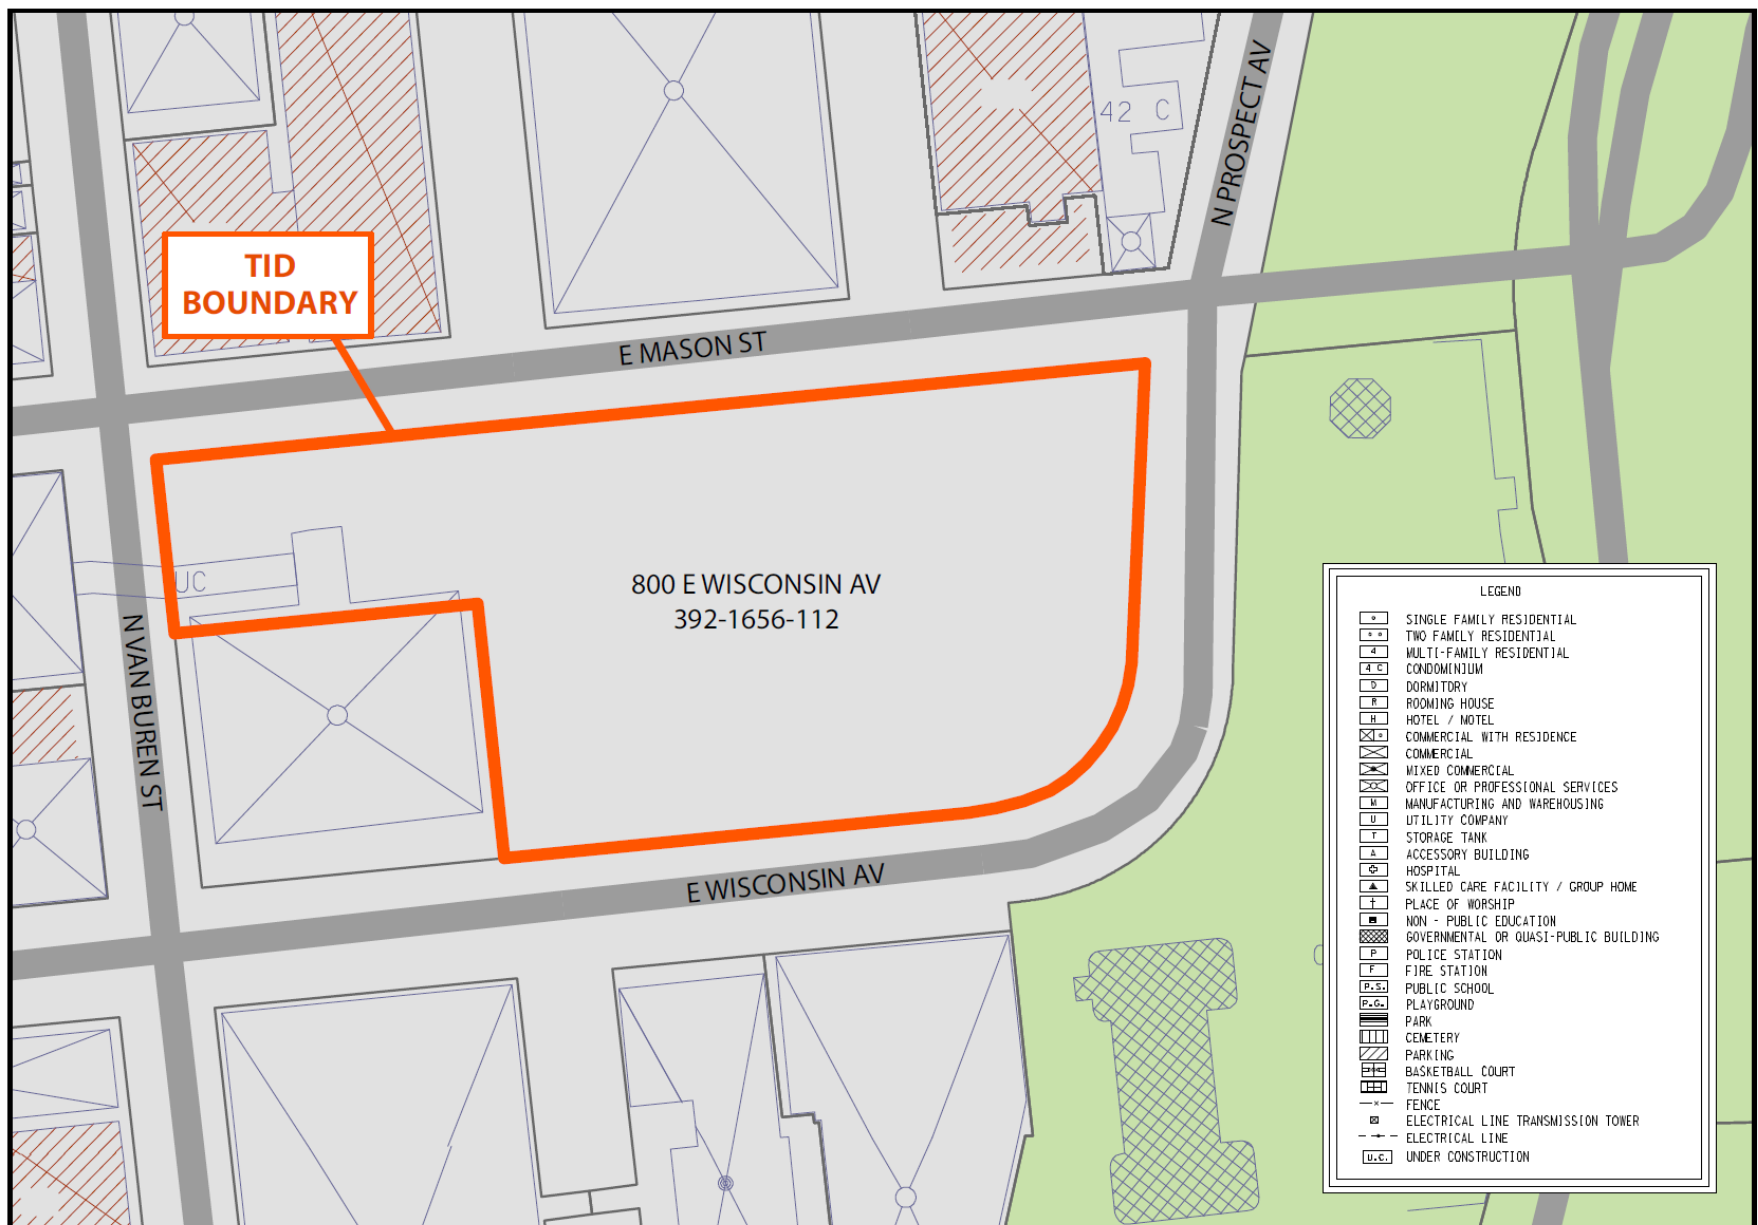 42 C
N PROSPECT AV
TID
BOUNDARY
E MASON ST
UC
800 E WISCONSIN AV
392-1656-112
N VAN BUREN ST
E WISCONSIN AV
LEGEND
SINGLE FAMILY RESIDENTIAL
TWO FAMILY RESIDENTIAL
4 MULTI-FAMILY RESIDENTIAL
4 C CONDOMINIUM
D DORMITORY
R ROOMING HOUSE
H HOTEL / MOTEL
COMMERCIAL WITH RESIDENCE
COMMERCIAL
MIXED COMMERCIAL
OFFICE OR PROFESSIONAL SERVICES
M MANUFACTURING AND WAREHOUSING
U UTILITY COMPANY
T STORAGE TANK
A ACCESSORY BUILDING
HOSPITAL
SKILLED CARE FACILITY / GROUP HOME
PLACE OF WORSHIP
NON - PUBLIC EDUCATION
GOVERNMENTAL OR QUASI-PUBLIC BUILDING
P POLICE STATION
F FIRE STATION
P.S. PUBLIC SCHOOL
P.G. PLAYGROUND
PARK
CEMETERY
PARKING
BASKETBALL COURT
TENNIS COURT
FENCE
ELECTRICAL LINE TRANSMISSION TOWER
ELECTRICAL LINE
U.C. UNDER CONSTRUCTION